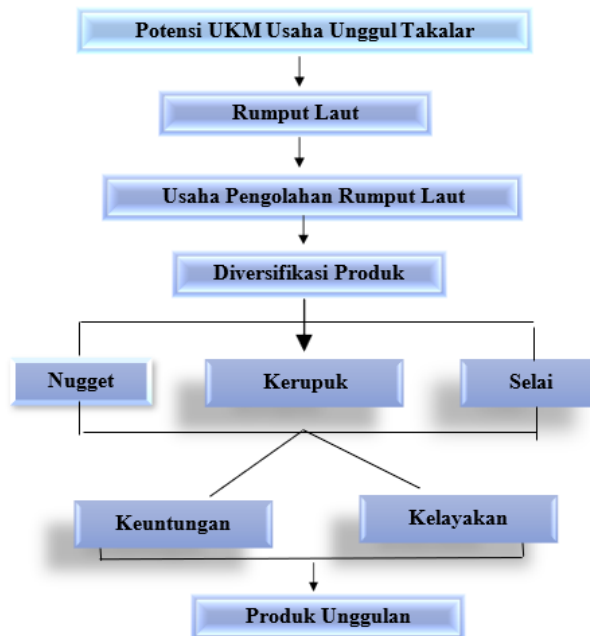 Potensi UKM Usaha Unggul Takalar
Rumput Laut
Usaha Pengolahan Rumput Laut
Diversifikasi Produk
Nugget
Kerupuk
Selai
Keuntungan
Kelayakan
Produk Unggulan